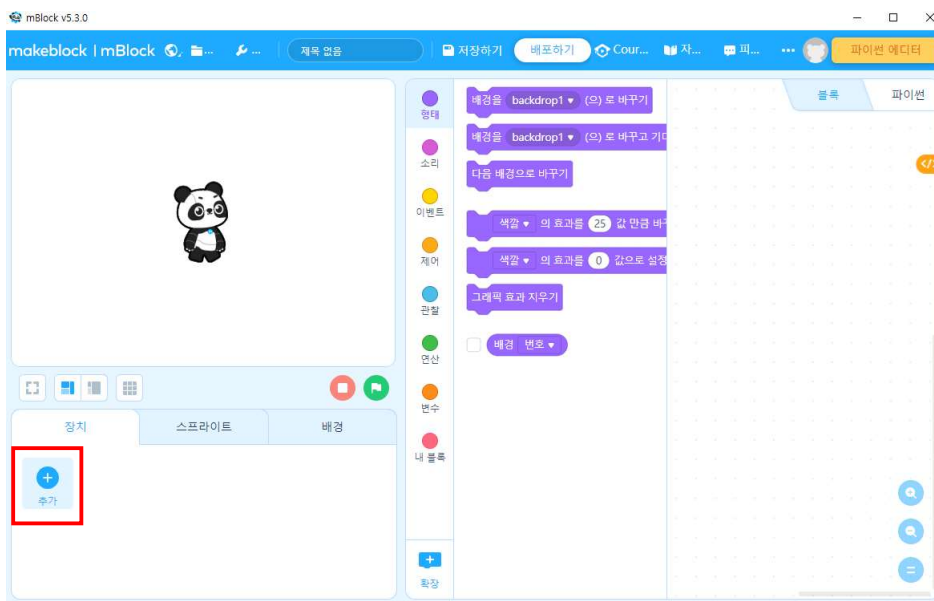 mBlock v5.3.0
makeblock | mBlock
제목 없음
저장하기
배포하기
Cour...
자...
피...
파이썬 에디터
형태
소리
이벤트
제어
관찰
연산
변수
내 블록
확장
배경을 backdrop1 (으) 로 바꾸기
배경을 backdrop1 (으) 로 바꾸고 기다
다음 배경으로 바꾸기
색깔 의 효과를 25 값 만큼 바꾸
색깔 의 효과를 0 값으로 설정
그래픽 효과 지우기
배경 번호
블록
파이썬
</>
장치
스프라이트
배경
추가